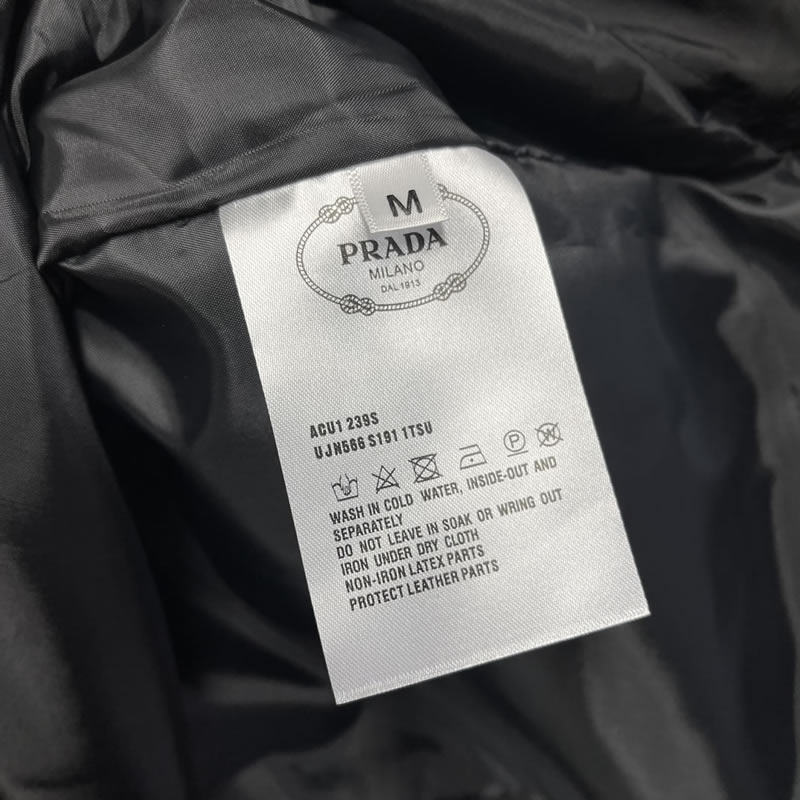 M
PRADA
MILANO
DAL 1913
ACU1 239S
UJN566 S191 1TSU
P
W
WASH IN COLD WATER, INSIDE-OUT AND
SEPARATELY
DO NOT LEAVE IN SOAK OR WRING OUT
IRON UNDER DRY CLOTH
NON-IRON LATEX PARTS
PROTECT LEATHER PARTS